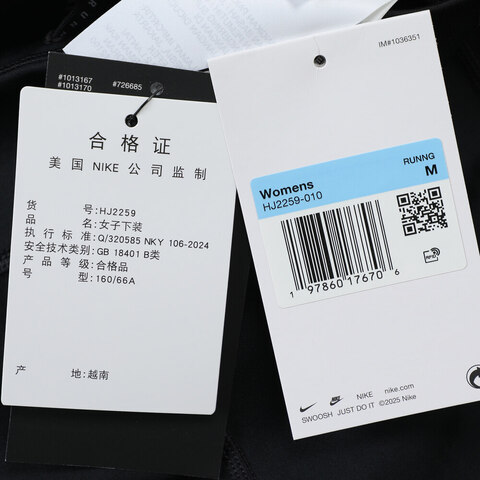 #1013167
#1013170
#726685
合格证
美国 NIKE 公司监制
货号:HJ2259
品名:女子下装
执行标准:Q/320585 NKY 106-2024
安全技术类别:GB 18401 B类
产品等级:合格品
号型:160/66A
产地:越南
IM#1036351
RUNNG
M
Womens
HJ2259-010
1 97860 17670 6
RFID
NIKE
nike.com
SWOOSH JUST DO IT ©2025 Nike